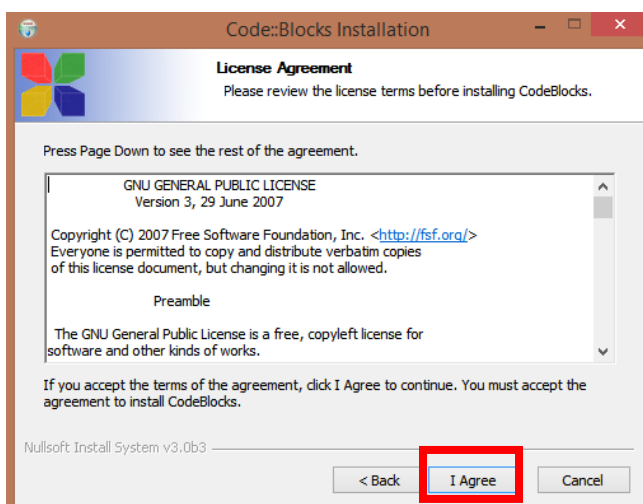 Code::Blocks Installation
License Agreement
Please review the license terms before installing CodeBlocks.
Press Page Down to see the rest of the agreement.
GNU GENERAL PUBLIC LICENSE
Version 3, 29 June 2007
Copyright (C) 2007 Free Software Foundation, Inc. <http://fsf.org/>
Everyone is permitted to copy and distribute verbatim copies
of this license document, but changing it is not allowed.
Preamble
The GNU General Public License is a free, copyleft license for
software and other kinds of works.
If you accept the terms of the agreement, click I Agree to continue. You must accept the
agreement to install CodeBlocks.
Nullsoft Install System v3.0b3
< Back I Agree Cancel